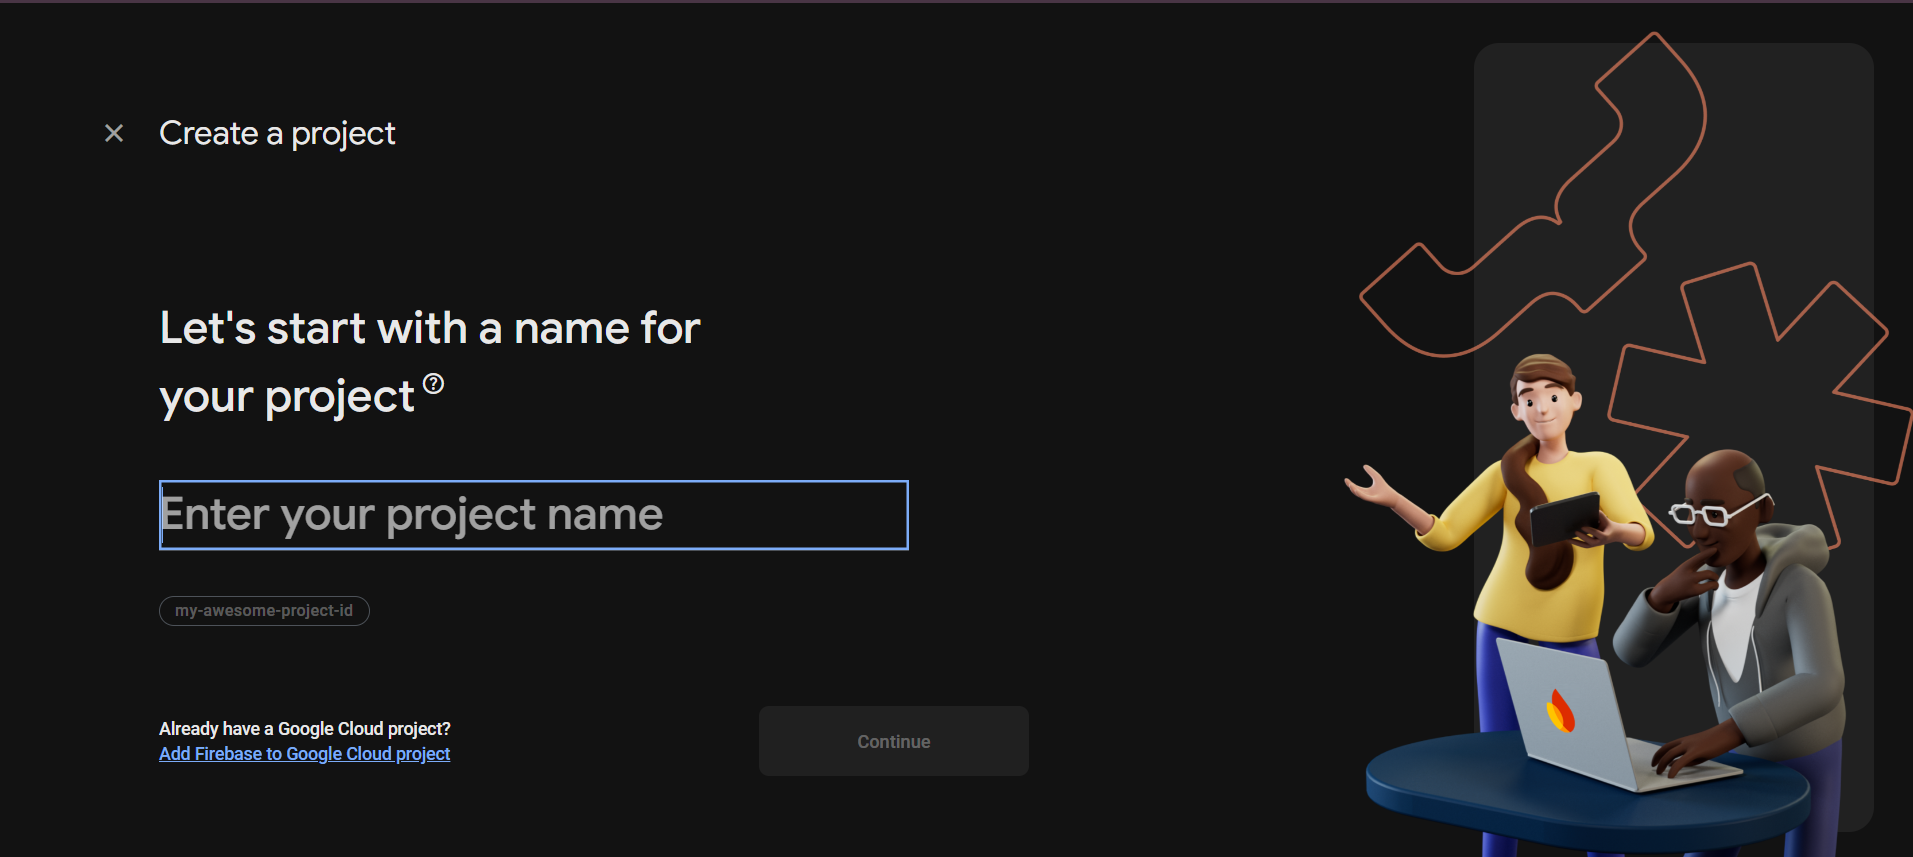 Create a project
Let's start with a name for
your project
Enter your project name
my-awesome-project-id
Already have a Google Cloud project?
Add Firebase to Google Cloud project
Continue